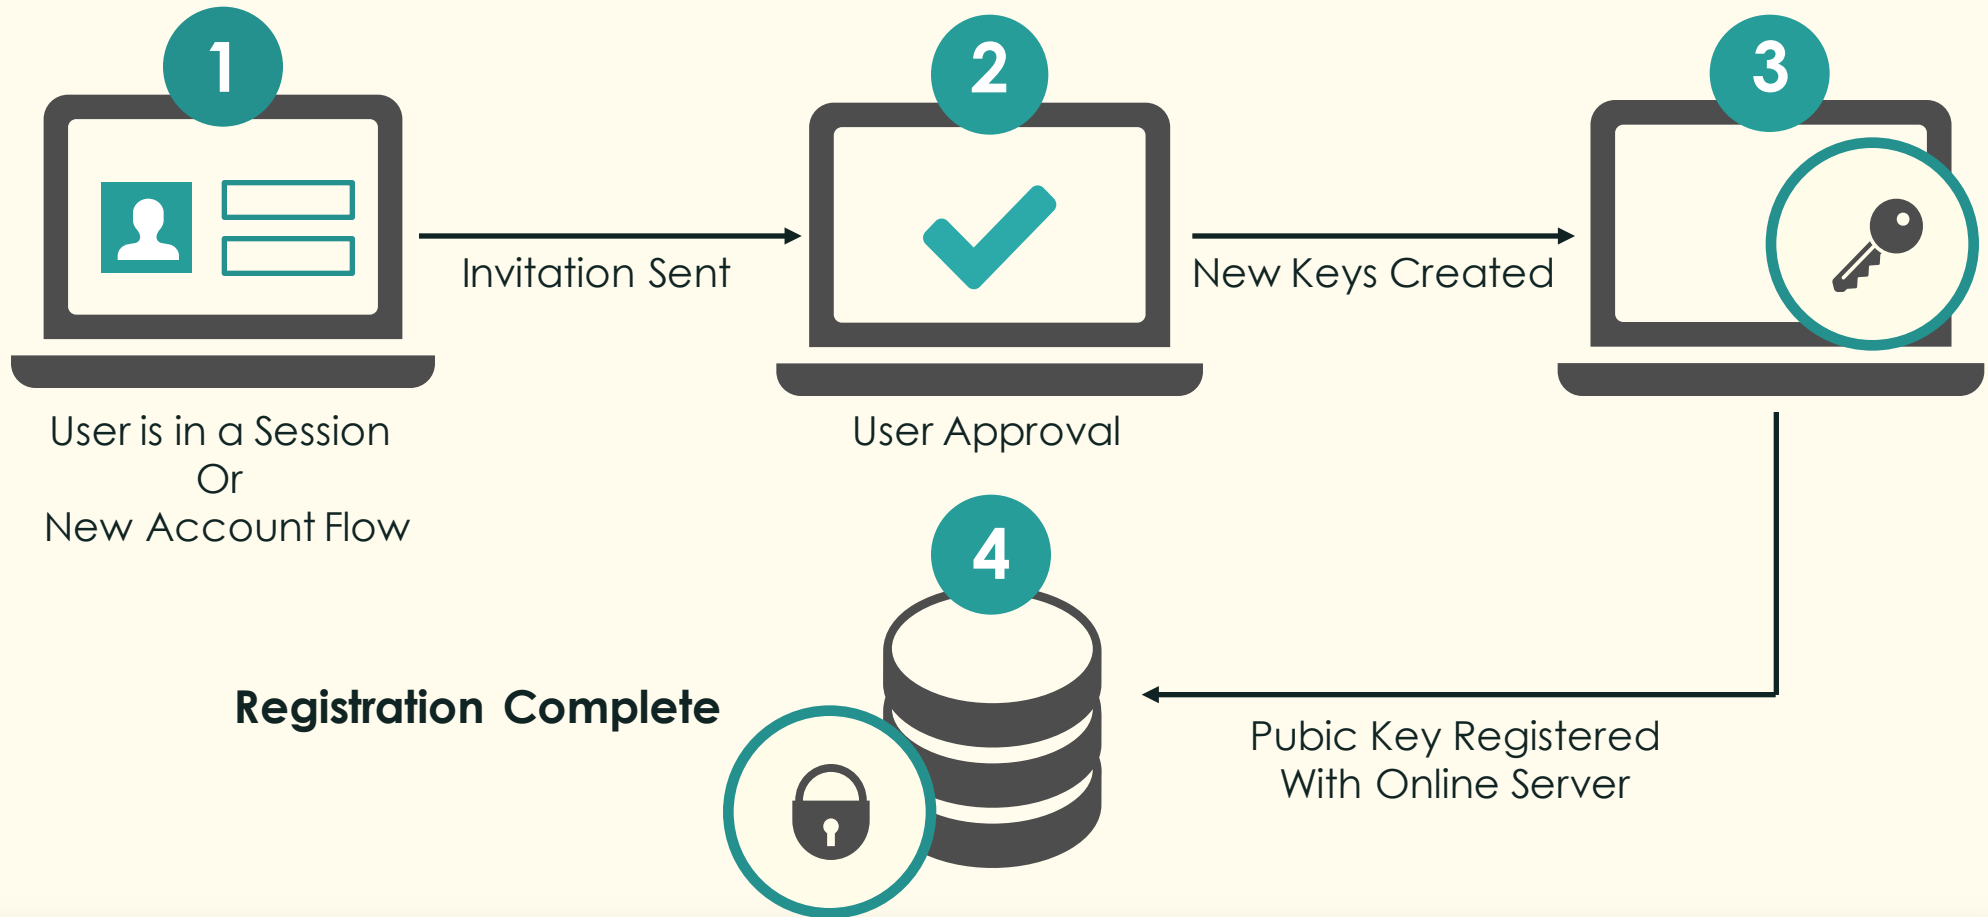 1
2
3
Invitation Sent
New Keys Created
User is in a Session
Or
New Account Flow
User Approval
4
Registration Complete
Pubic Key Registered
With Online Server